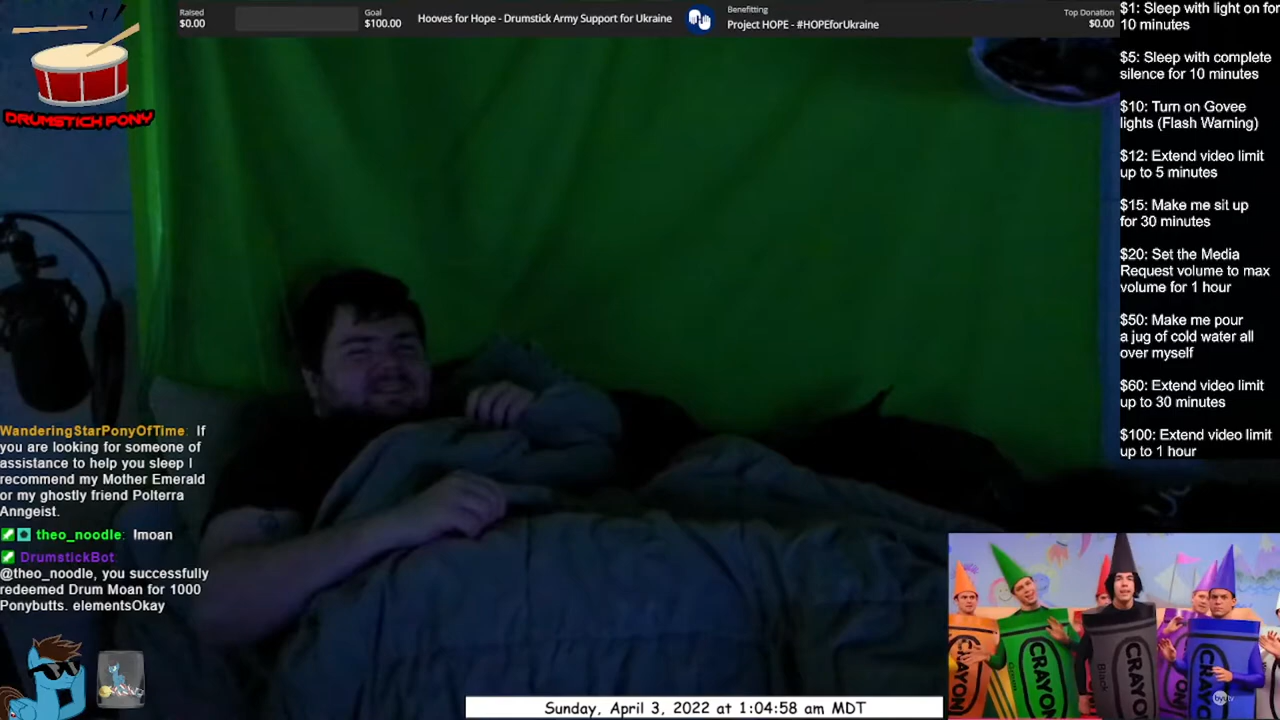 Raised
$0.00
Goal
$100.00
Hooves for Hope - Drumstick Army Support for Ukraine
Benefitting
Project HOPE - #HOPEforUkraine
Top Donation
$0.00
DRUMSTICH PONY
$1: Sleep with light on for
10 minutes
$5: Sleep with complete
silence for 10 minutes
$10: Turn on Govee
lights (Flash Warning)
$12: Extend video limit
up to 5 minutes
$15: Make me sit up
for 30 minutes
$20: Set the Media
Request volume to max
volume for 1 hour
$50: Make me pour
a jug of cold water all
over myself
$60: Extend video limit
up to 30 minutes
$100: Extend video limit
up to 1 hour
WanderingStarPonyOfTime: If
you are looking for someone of
assistance to help you sleep I
recommend my Mother Emerald
or my ghostly friend Polterra
Anngeist.
theo_noodle: !moan
DrumstickBot:
@theo_noodle, you successfully
redeemed Drum Moan for 1000
Ponybutts. elementsOkay
CRAYON
CRAYON
Green
CRAYON
Black
CRAYON
byutv
Sunday, April 3, 2022 at 1:04:58 am MDT